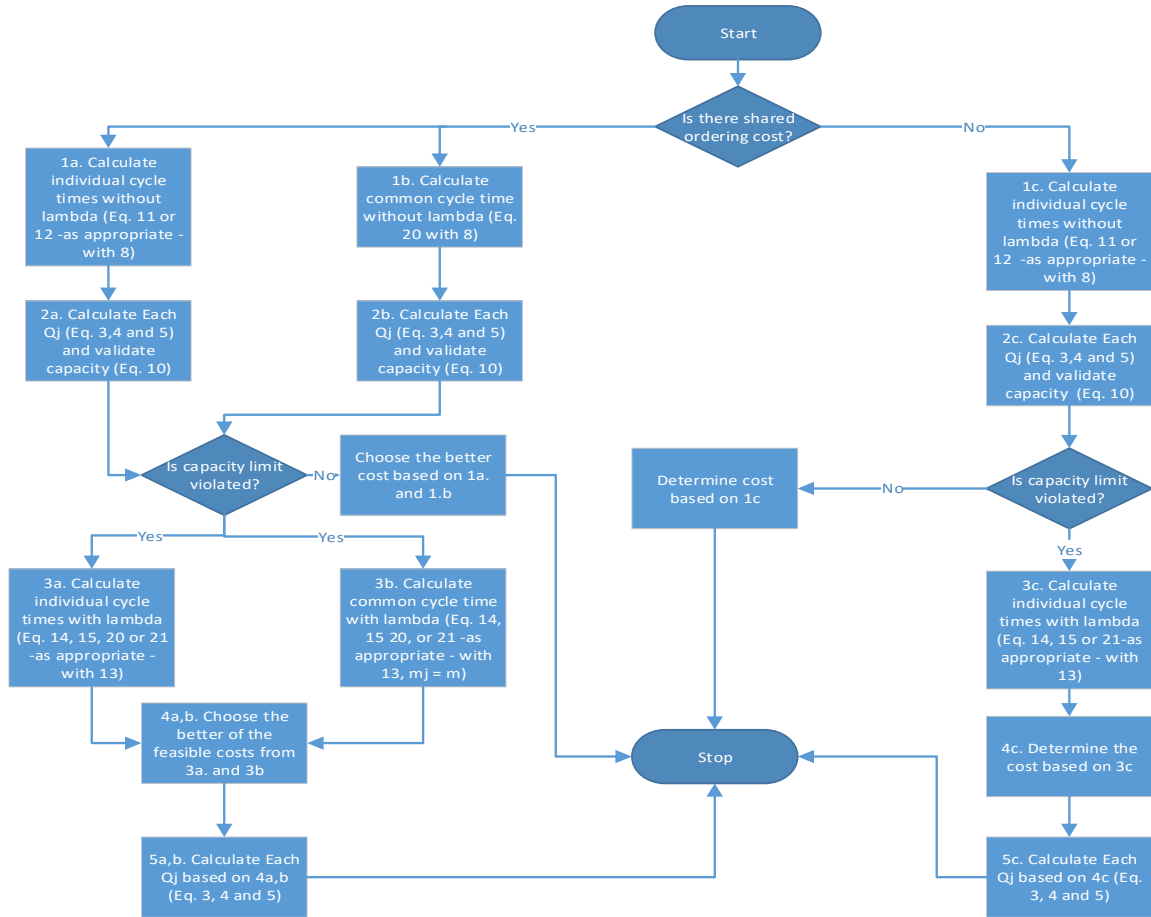 Start
Is there shared
ordering cost?
Yes
No
1a. Calculate
individual cycle
times without
lambda (Eq. 11 or
12 -as appropriate -
with 8)
1b. Calculate
common cycle time
without lambda (Eq.
20 with 8)
1c. Calculate
individual cycle
times without
lambda (Eq. 11 or
12 -as appropriate -
with 8)
2a. Calculate Each
Qj (Eq. 3,4 and 5)
and validate
capacity (Eq. 10)
2b. Calculate Each
Qj (Eq. 3,4 and 5)
and validate
capacity (Eq. 10)
2c. Calculate Each
Qj (Eq. 3,4 and 5)
and validate
capacity (Eq. 10)
Is capacity limit
violated?
No
Choose the better
cost based on 1a.
and 1.b
Determine cost
based on 1c
No
Is capacity limit
violated?
Yes
Yes
Yes
3a. Calculate
individual cycle
times with lambda
(Eq. 14, 15, 20 or 21
-as appropriate -
with 13)
3b. Calculate
common cycle time
with lambda (Eq. 14,
15 20, or 21 -as
appropriate - with
13, mj = m)
3c. Calculate
individual cycle
times with lambda
(Eq. 14, 15 or 21-as
appropriate - with
13)
4a,b. Choose the
better of the
feasible costs from
3a. and 3b
Stop
4c. Determine the
cost based on 3c
5a,b. Calculate Each
Qj based on 4a,b
(Eq. 3, 4 and 5)
5c. Calculate Each
Qj based on 4c (Eq.
3, 4 and 5)